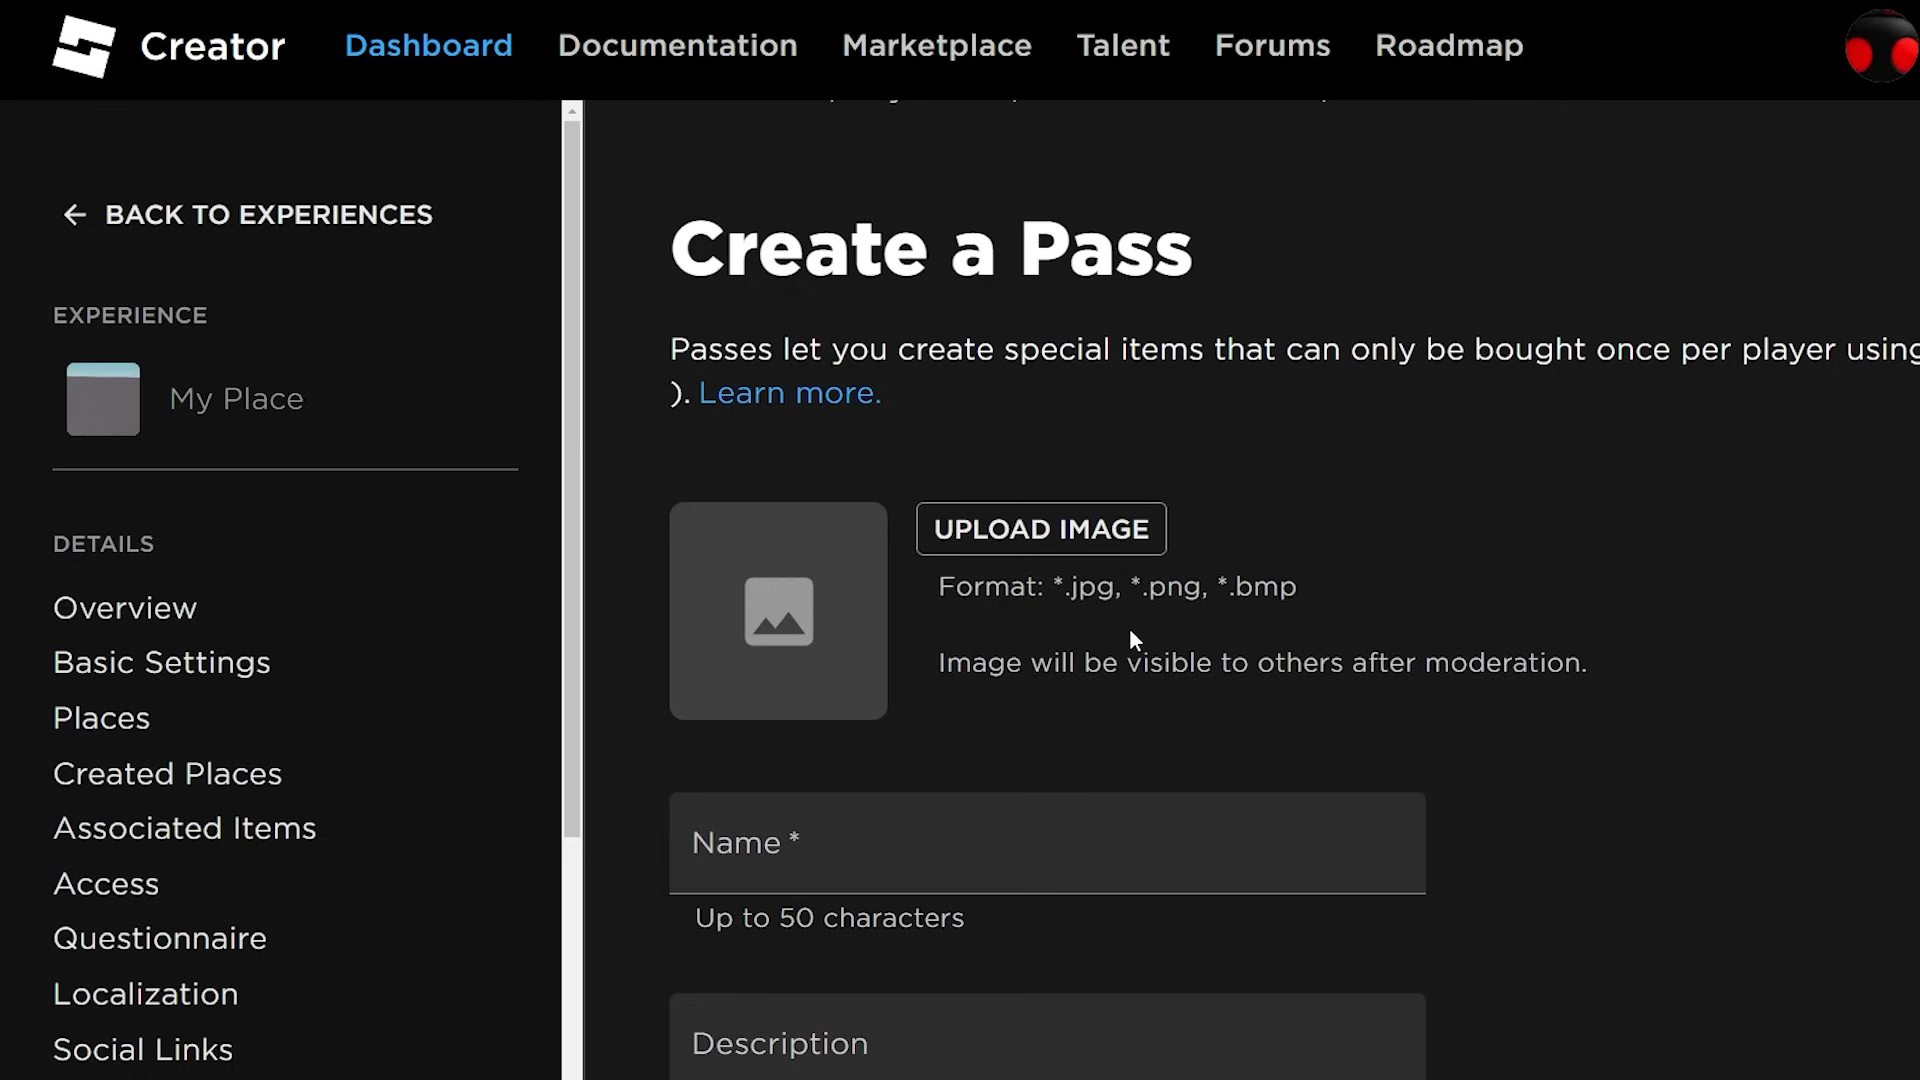 Creator
Dashboard
Documentation
Marketplace
Talent
Forums
Roadmap
BACK TO EXPERIENCES
EXPERIENCE
My Place
DETAILS
Overview
Basic Settings
Places
Created Places
Associated Items
Access
Questionnaire
Localization
Social Links
Create a Pass
Passes let you create special items that can only be bought once per player using
). Learn more.
UPLOAD IMAGE
Format: *.jpg, *.png, *.bmp
Image will be visible to others after moderation.
Name *
Up to 50 characters
Description